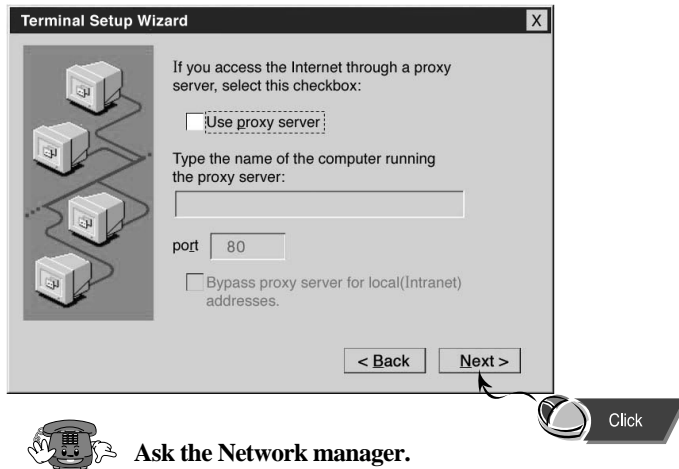 Terminal Setup Wizard X
If you access the Internet through a proxy
server, select this checkbox:
Use proxy server
Type the name of the computer running
the proxy server:
port 80
Bypass proxy server for local(Intranet)
addresses.
< Back Next >
Click
Ask the Network manager.